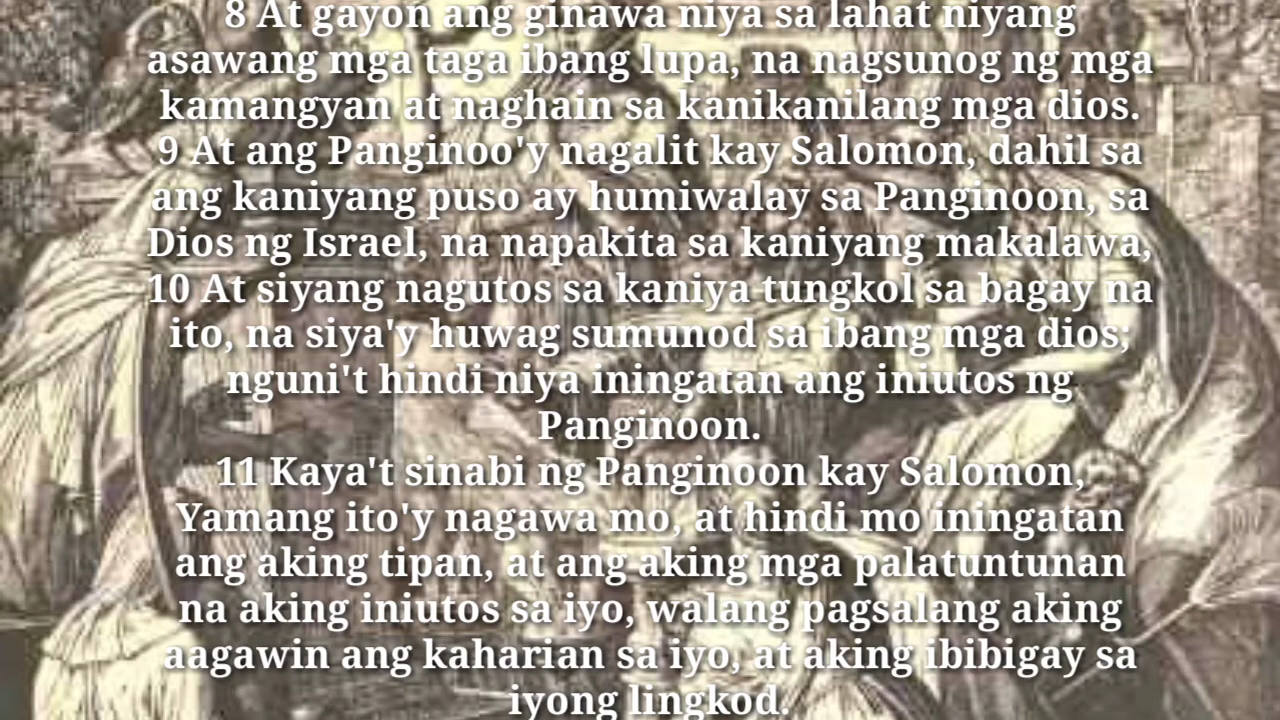 8 At gayon ang ginawa niya sa lahat niyang
asawang mga taga ibang lupa, na nagsunog ng mga
kamangyan at naghain sa kanikanilang mga dios.
9 At ang Panginoo'y nagalit kay Salomon, dahil sa
ang kaniyang puso ay humiwalay sa Panginoon, sa
Dios ng Israel, na napakita sa kaniyang makalawa,
10 At siyang nagutos sa kaniya tungkol sa bagay na
ito, na siya'y huwag sumunod sa ibang mga dios;
nguni't hindi niya iningatan ang iniutos ng
Panginoon.
11 Kaya't sinabi ng Panginoon kay Salomon,
Yamang ito'y nagawa mo, at hindi mo iningatan
ang aking tipan, at ang aking mga palatuntunan
na aking iniutos sa iyo, walang pagsalang aking
aagawin ang kaharian sa iyo, at aking ibibigay sa
iyong lingkod.